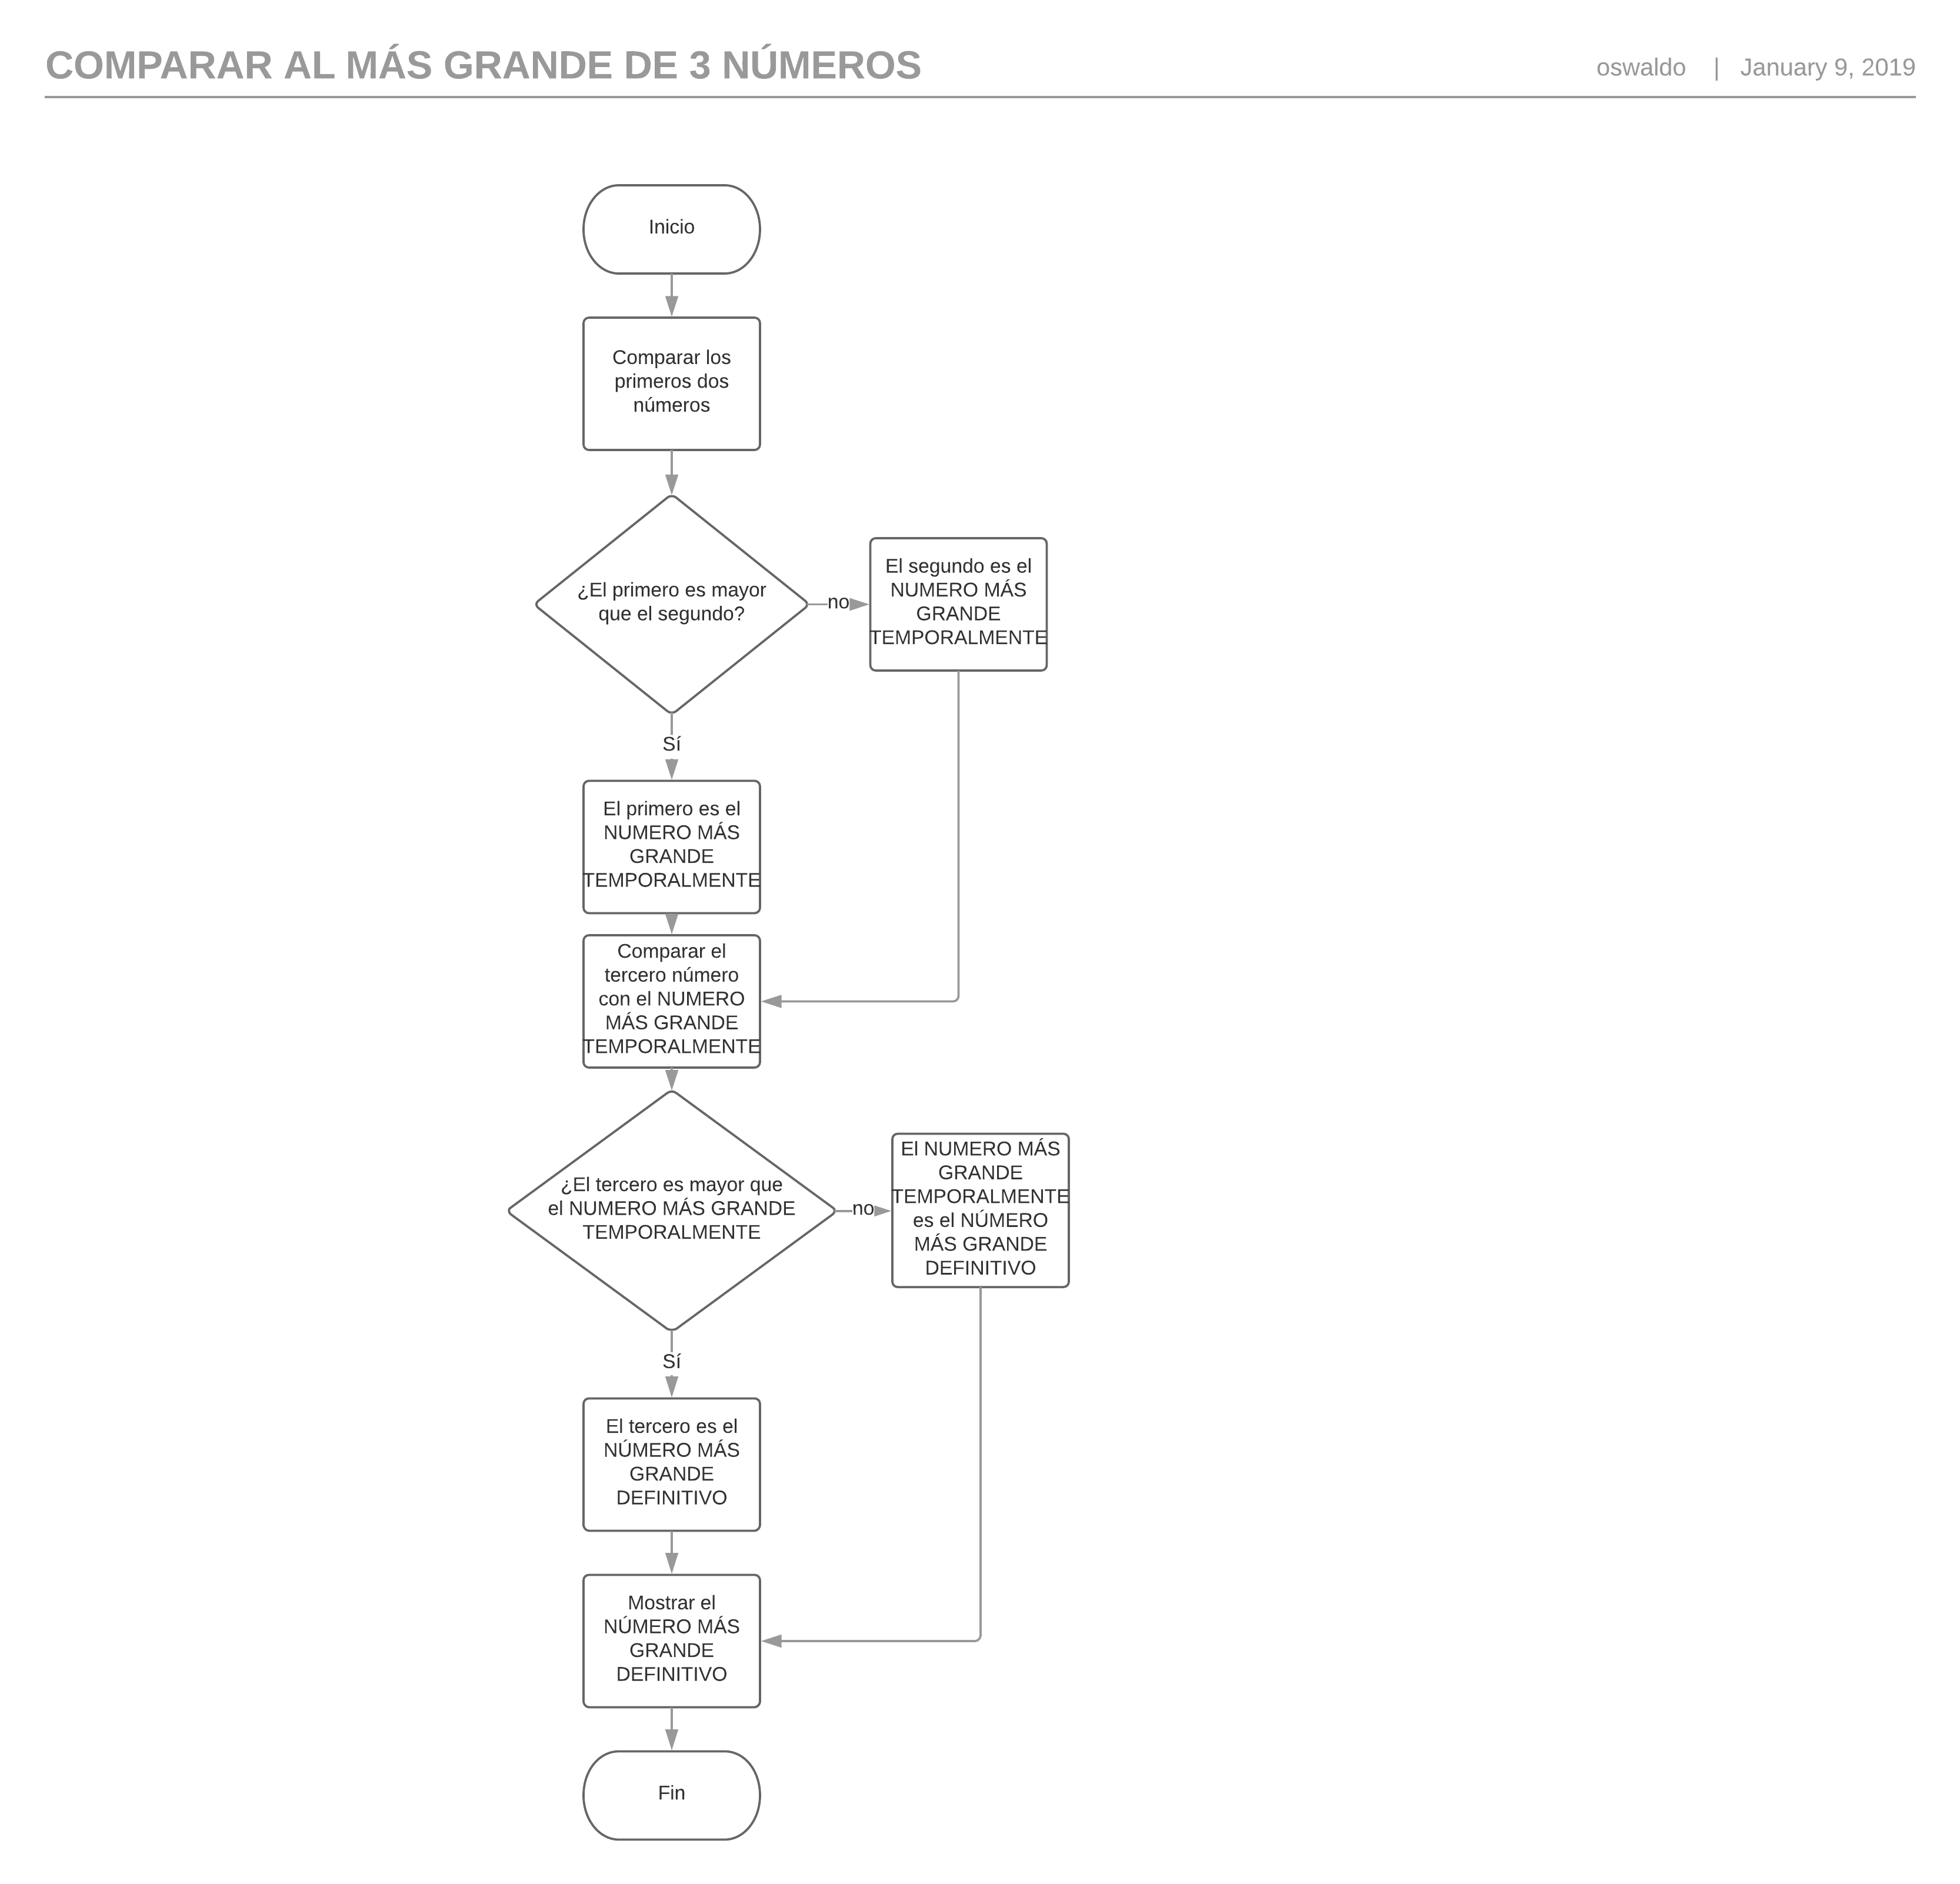 COMPARAR AL MÁS GRANDE DE 3 NÚMEROS
oswaldo | January 9, 2019
Inicio
Comparar los
primeros dos
números
¿El primero es mayor
que el segundo?
no
El segundo es el
NUMERO MÁS
GRANDE
TEMPORALMENTE
Sí
El primero es el
NUMERO MÁS
GRANDE
TEMPORALMENTE
Comparar el
tercero número
con el NUMERO
MÁS GRANDE
TEMPORALMENTE
¿El tercero es mayor que
el NUMERO MÁS GRANDE
TEMPORALMENTE
no
El NUMERO MÁS
GRANDE
TEMPORALMENTE
es el NÚMERO
MÁS GRANDE
DEFINITIVO
Sí
El tercero es el
NÚMERO MÁS
GRANDE
DEFINITIVO
Mostrar el
NÚMERO MÁS
GRANDE
DEFINITIVO
Fin